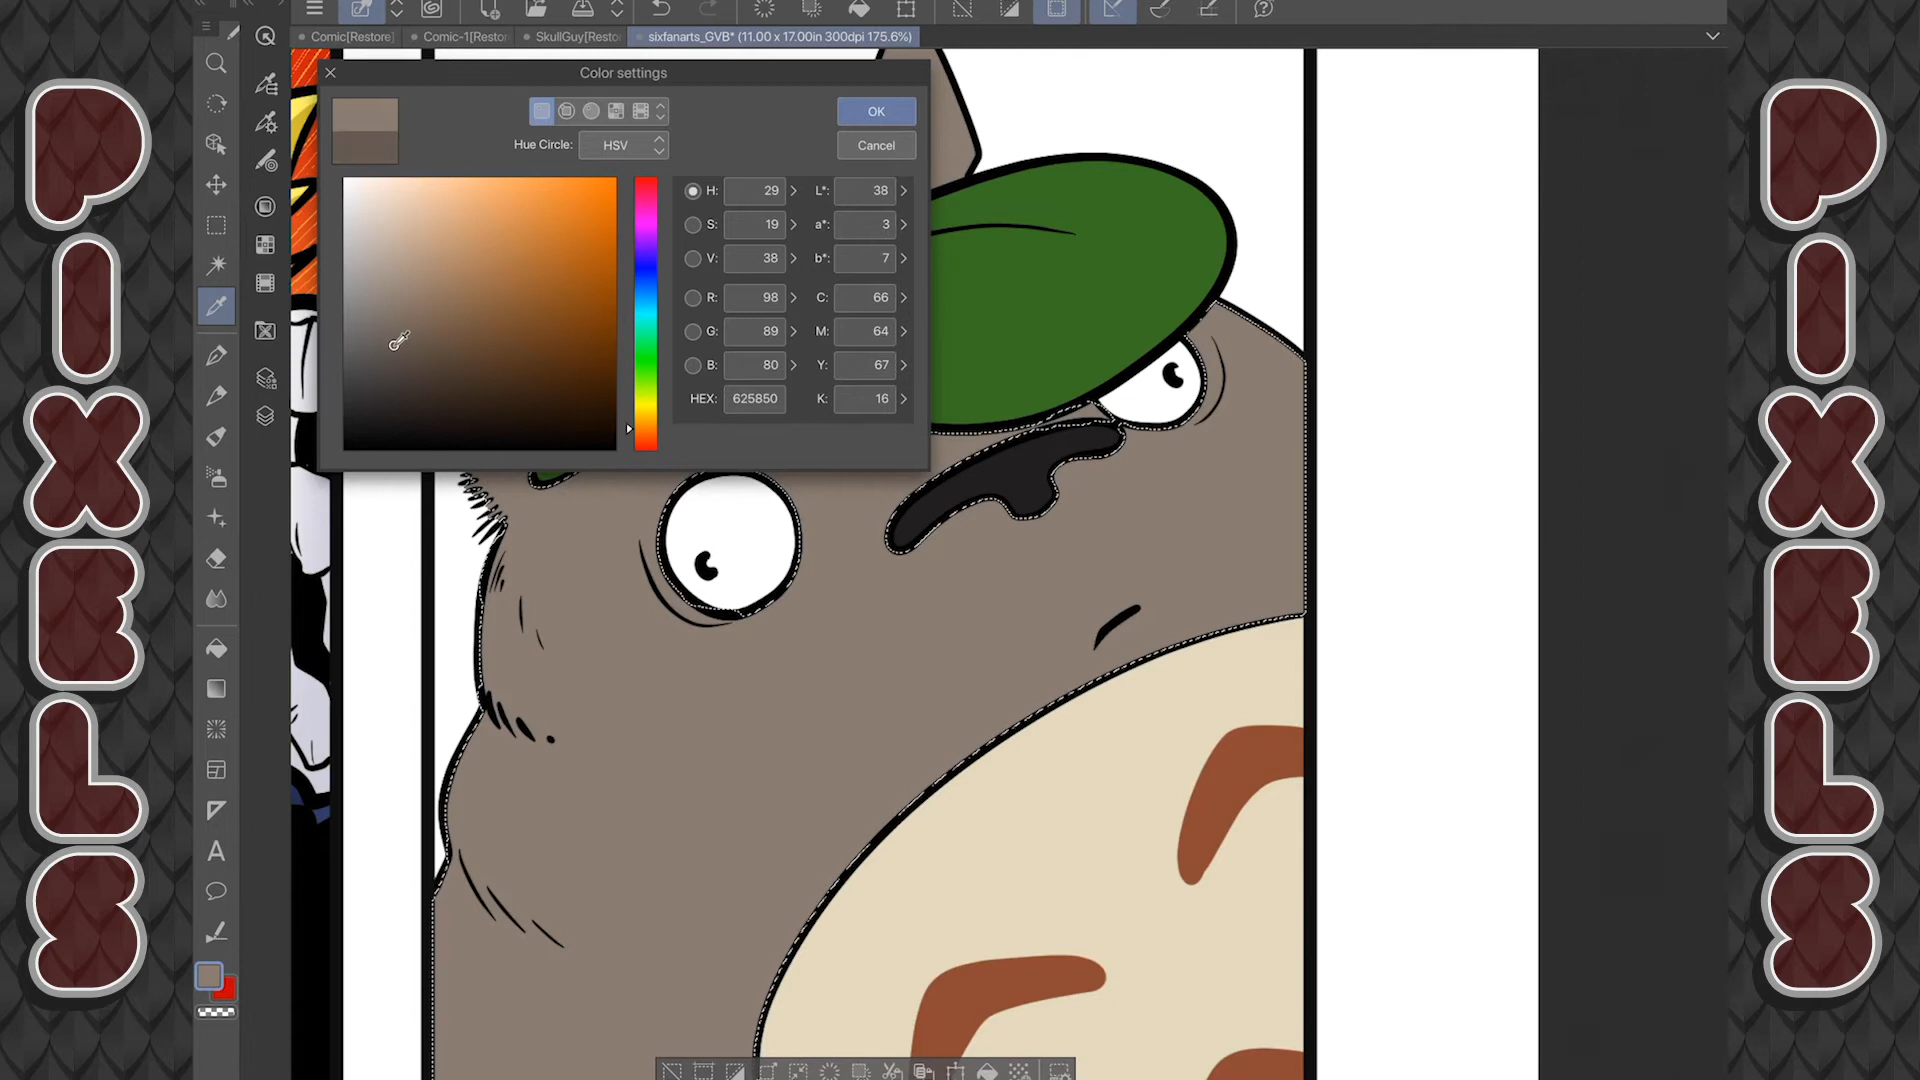 PIXELS
Comic[Restore]
Comic-1[Restor
SkullGuy[Resto
sixfanarts_GVB* (11.00 x 17.00in 300dpi 175.6%)
Color settings
OK
Hue Circle: HSV
Cancel
H: 29 L*: 38
S: 19 a*: 3
V: 38 b*: 7
R: 98 C: 66
G: 89 M: 64
B: 80 Y: 67
HEX: 625850 K: 16
A
PIXELS